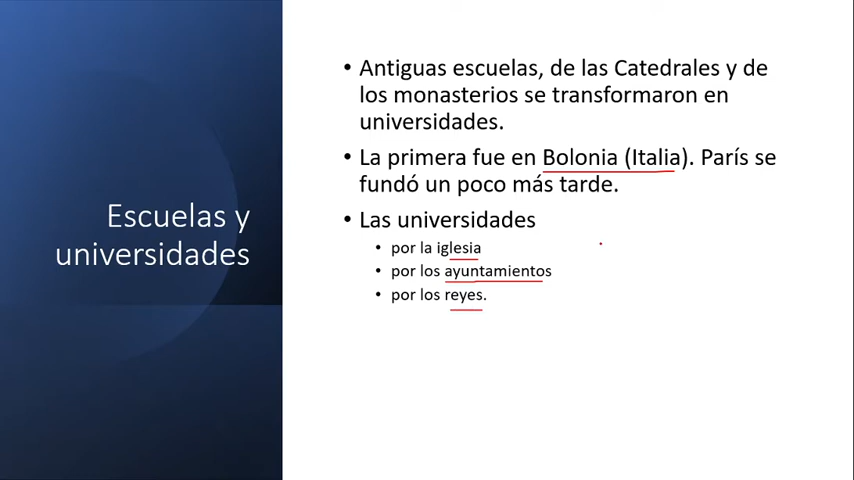 Escuelas y
universidades
• Antiguas escuelas, de las Catedrales y de
los monasterios se transformaron en
universidades.
• La primera fue en Bolonia (Italia). París se
fundó un poco más tarde.
• Las universidades
• por la iglesia
• por los ayuntamientos
• por los reyes.